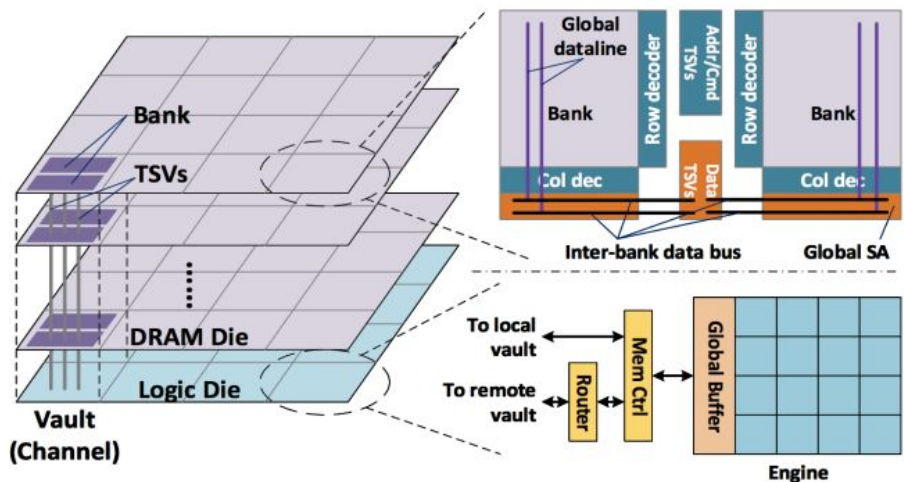 Bank
TSVs
DRAM Die
Logic Die
Vault
(Channel)
Global
dataline
Bank
Row decoder
Addr/Cmd
TSVs
Row decoder
Bank
Col dec
Data
TSVs
Col dec
Inter-bank data bus
Global SA
To local
vault
To remote
vault
Router
Mem Ctrl
Global Buffer
Engine